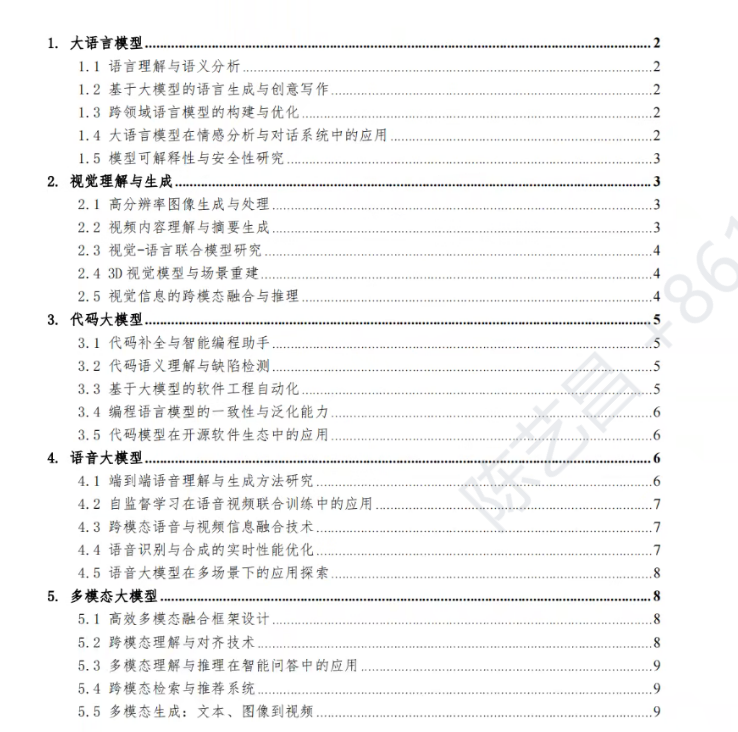 1. 大语言模型 2
1.1 语言理解与语义分析 2
1.2 基于大模型的语言生成与创意写作 2
1.3 跨领域语言模型的构建与优化 2
1.4 大语言模型在情感分析与对话系统中的应用 2
1.5 模型可解释性与安全性研究 3
2. 视觉理解与生成 3
2.1 高分辨率图像生成与处理 3
2.2 视频内容理解与摘要生成 3
2.3 视觉-语言联合模型研究 4
2.4 3D 视觉模型与场景重建 4
2.5 视觉信息的跨模态融合与推理 4
3. 代码大模型 5
3.1 代码补全与智能编程助手 5
3.2 代码语义理解与缺陷检测 5
3.3 基于大模型的软件工程自动化 5
3.4 编程语言模型的一致性与泛化能力 6
3.5 代码模型在开源软件生态中的应用 6
4. 语音大模型 6
4.1 端到端语音理解与生成方法研究 6
4.2 自监督学习在语音视频联合训练中的应用 7
4.3 跨模态语音与视频信息融合技术 7
4.4 语音识别与合成的实时性能优化 7
4.5 语音大模型在多场景下的应用探索 8
5. 多模态大模型 8
5.1 高效多模态融合框架设计 8
5.2 跨模态理解与对齐技术 8
5.3 多模态理解与推理在智能问答中的应用 9
5.4 跨模态检索与推荐系统 9
5.5 多模态生成：文本、图像到视频 9
陈艺昌 +861